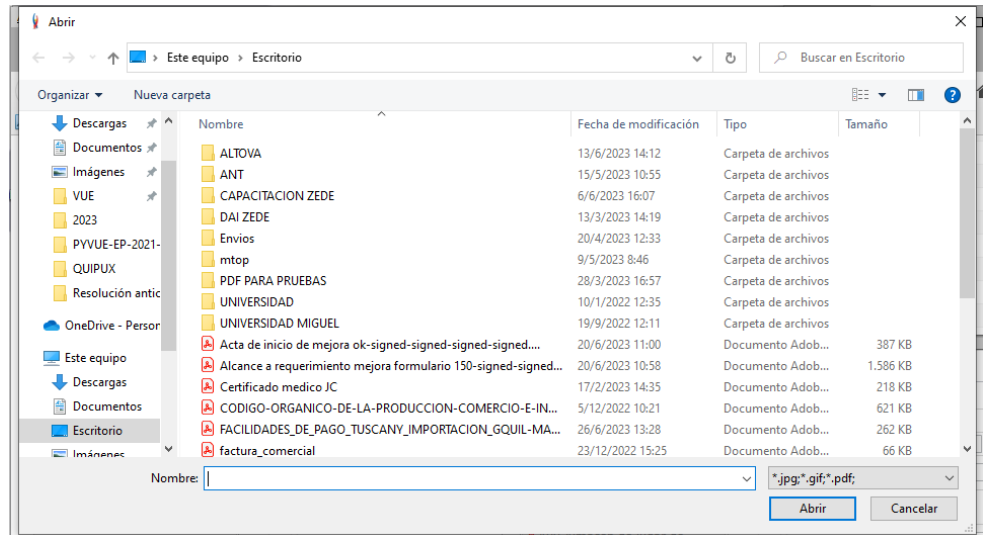 Abrir
Este equipo > Escritorio
Buscar en Escritorio
Organizar
Nueva carpeta
Nombre Fecha de modificación Tipo Tamaño
Descargas
Documentos
Imágenes
VUE
2023
PYVUE-EP-2021-
QUIPUX
Resolución antic
OneDrive - Person
Este equipo
Descargas
Documentos
Escritorio
Imágenes
ALTOVA 13/6/2023 14:12 Carpeta de archivos
ANT 15/5/2023 10:55 Carpeta de archivos
CAPACITACION ZEDE 6/6/2023 16:07 Carpeta de archivos
DAI ZEDE 13/3/2023 14:19 Carpeta de archivos
Envios 20/4/2023 12:33 Carpeta de archivos
mtop 9/5/2023 8:46 Carpeta de archivos
PDF PARA PRUEBAS 28/3/2023 16:57 Carpeta de archivos
UNIVERSIDAD 10/1/2022 12:35 Carpeta de archivos
UNIVERSIDAD MIGUEL 19/9/2022 12:11 Carpeta de archivos
Acta de inicio de mejora ok-signed-signed-signed-signed.... 20/6/2023 11:00 Documento Adob... 387 KB
Alcance a requerimiento mejora formulario 150-signed-signed... 20/6/2023 10:58 Documento Adob... 1.586 KB
Certificado medico JC 17/2/2023 14:35 Documento Adob... 218 KB
CODIGO-ORGANICO-DE-LA-PRODUCCION-COMERCIO-E-IN... 5/12/2022 10:21 Documento Adob... 621 KB
FACILIDADES_DE_PAGO_TUSCANY_IMPORTACION_GQUIL-MA... 26/6/2023 13:28 Documento Adob... 262 KB
factura_comercial 23/12/2022 15:25 Documento Adob... 66 KB
Nombre:
*.jpg;*.gif;*.pdf;
Abrir
Cancelar